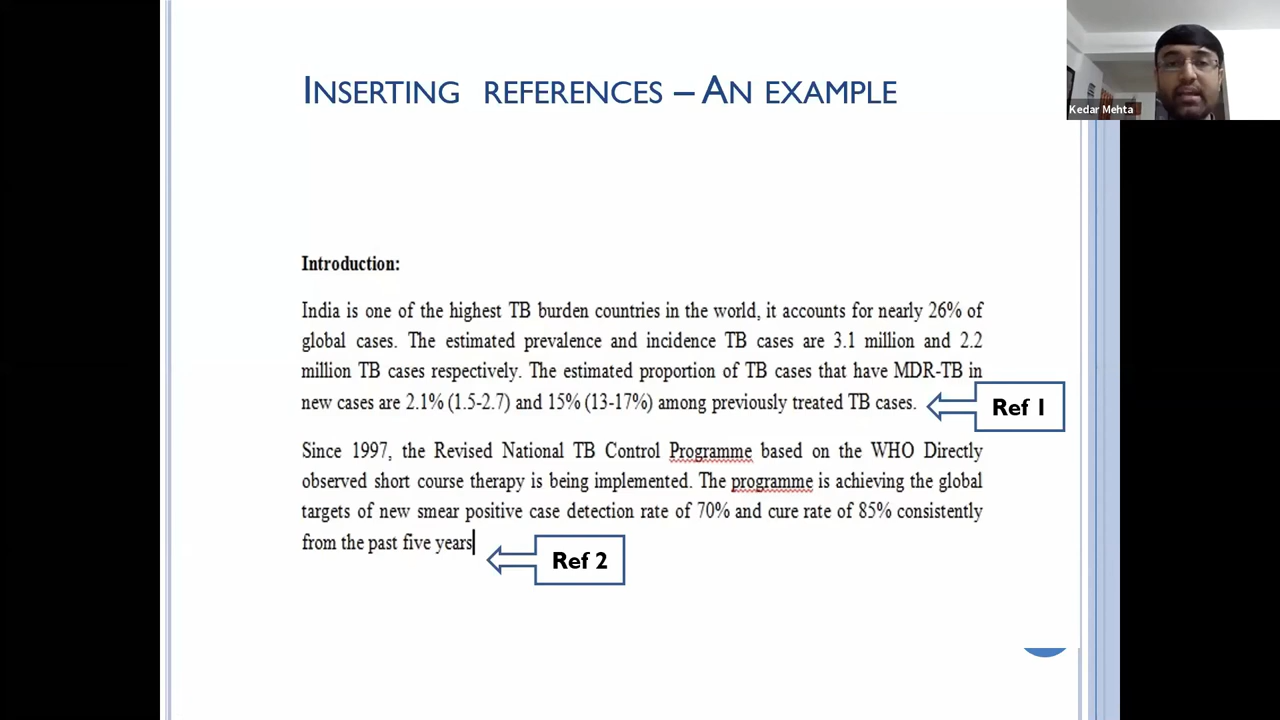 INSERTING REFERENCES – AN EXAMPLE
Kedar Mehta
Introduction:
India is one of the highest TB burden countries in the world, it accounts for nearly 26% of
global cases. The estimated prevalence and incidence TB cases are 3.1 million and 2.2
million TB cases respectively. The estimated proportion of TB cases that have MDR-TB in
new cases are 2.1% (1.5-2.7) and 15% (13-17%) among previously treated TB cases.
Ref 1
Since 1997, the Revised National TB Control Programme based on the WHO Directly
observed short course therapy is being implemented. The programme is achieving the global
targets of new smear positive case detection rate of 70% and cure rate of 85% consistently
from the past five years
Ref 2